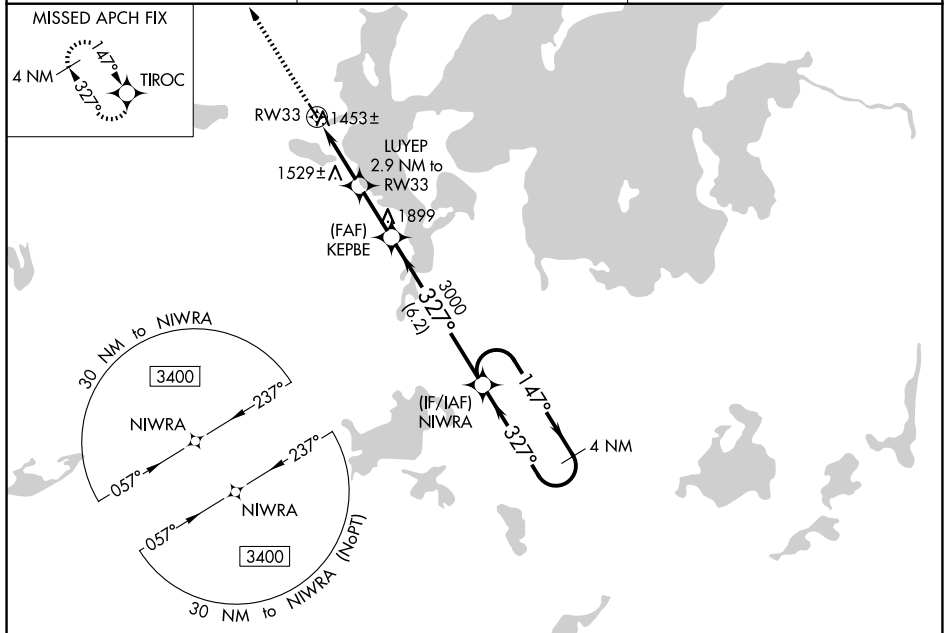 MISSED APCH FIX
147°
4 NM
TIROC
327°
RW33
1453±
LUYEP
2.9 NM to
RW33
1529±
1899
(FAF)
KEPBE
3000
327°
(6.2)
30 NM to NIWRA
3400
237°
NIWRA
057°
(IF/IAF)
NIWRA
147°
327°
4 NM
237°
NIWRA
057°
3400
30 NM to NIWRA (NoPT)